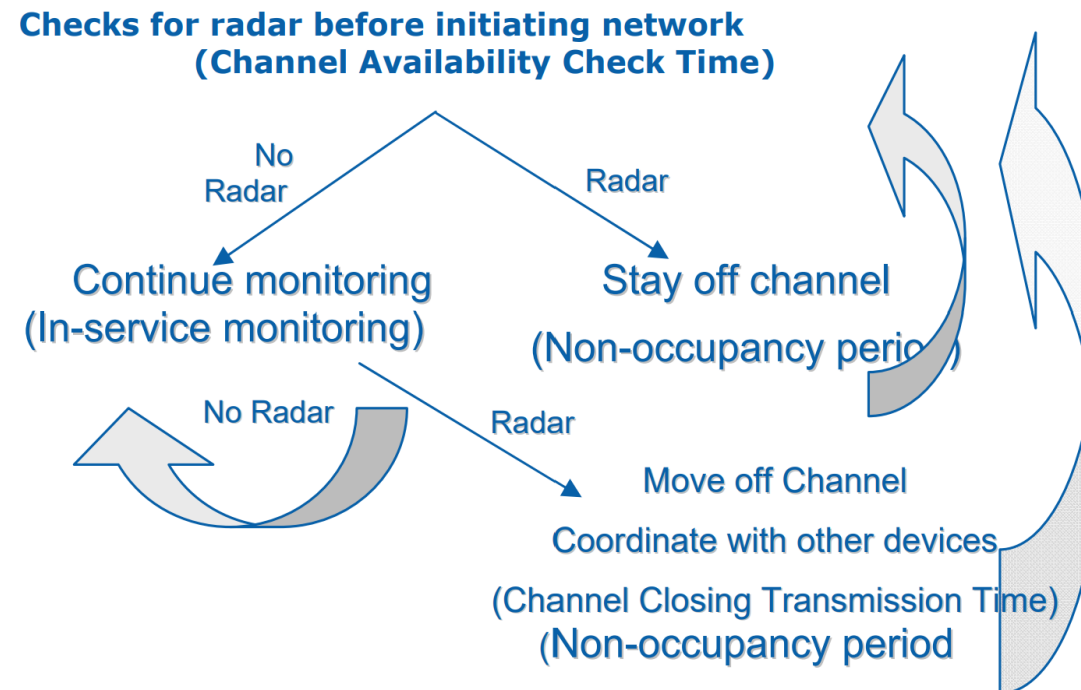 Checks for radar before initiating network
(Channel Availability Check Time)
No
Radar
Radar
Continue monitoring
(In-service monitoring)
Stay off channel
(Non-occupancy period)
No Radar
Radar
Move off Channel
Coordinate with other devices
(Channel Closing Transmission Time)
(Non-occupancy period